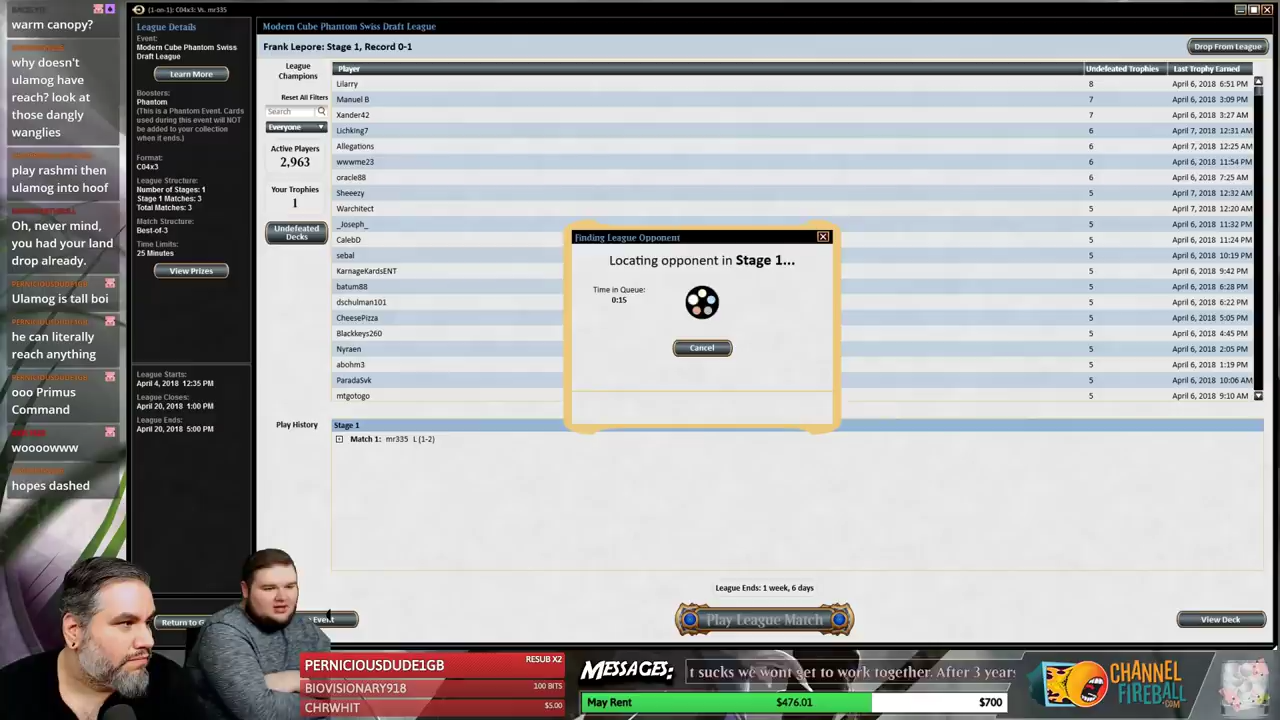 warm canopy?
why doesn't
ulamog have
reach? look at
those dangly
wanglies
play rashmi then
ulamog into hoof
Oh, never mind,
you had your land
drop already.
PERNICIOUSDUDE1GB
Ulamog is tall boi
PERNICIOUSDUDE1GB
he can literally
reach anything
PERNICIOUSDUDE1GB
ooo Primus
Command
woooowww
hopes dashed
(1-on-1): C04x3: Vs. mr335
League Details
Event:
Modern Cube Phantom Swiss
Draft League
Learn More
Boosters:
Phantom
(This is a Phantom Event. Cards
used during this event will NOT
be added to your collection
when it ends.)
Format:
C04x3
League Structure:
Number of Stages: 1
Stage 1 Matches: 3
Total Matches: 3
Match Structure:
Best-of-3
Time Limits:
25 Minutes
View Prizes
League Starts:
April 4, 2018 12:35 PM
League Closes:
April 20, 2018 1:00 PM
League Ends:
April 20, 2018 5:00 PM
Modern Cube Phantom Swiss Draft League
Frank Lepore: Stage 1, Record 0-1
Drop From League
League
Champions
Reset All Filters
Search
Everyone
Active Players
2,963
Your Trophies
1
Undefeated
Decks
Player Undefeated Trophies Last Trophy Earned
Lilarry 8 April 6, 2018 6:51 PM
Manuel B 7 April 6, 2018 3:09 PM
Xander42 7 April 6, 2018 3:27 AM
LichkIng7 6 April 7, 2018 12:31 AM
Allegations 6 April 7, 2018 12:25 AM
wwwme23 6 April 6, 2018 11:54 PM
oracle88 6 April 6, 2018 7:25 AM
Sheeezy 5 April 7, 2018 12:32 AM
Warchitect 5 April 7, 2018 12:20 AM
_Joseph_ 5 April 6, 2018 11:32 PM
CalebD 5 April 6, 2018 11:24 PM
sebal 5 April 6, 2018 10:19 PM
KarnageKardsENT 5 April 6, 2018 9:42 PM
batum88 5 April 6, 2018 6:28 PM
dschulman101 5 April 6, 2018 6:22 PM
CheesePizza 5 April 6, 2018 5:05 PM
Blackkeys260 5 April 6, 2018 4:45 PM
Nyraen 5 April 6, 2018 2:05 PM
abohm3 5 April 6, 2018 1:19 PM
ParadaSvk 5 April 6, 2018 10:06 AM
mtgotogo 5 April 6, 2018 9:10 AM
Finding League Opponent
Locating opponent in Stage 1...
Time in Queue:
0:15
Cancel
Play History
Stage 1
Match 1: mr335 L (1-2)
League Ends: 1 week, 6 days
Return to G
Event
Play League Match
View Deck
PERNICIOUSDUDE1GB RESUB X2
BIOVISIONARY918 100 BITS
CHRWHIT $5.00
MESSAGES: t sucks we wont get to work together. After 3 years
May Rent $476.01 $700
CHANNEL
FIREBALL
.COM